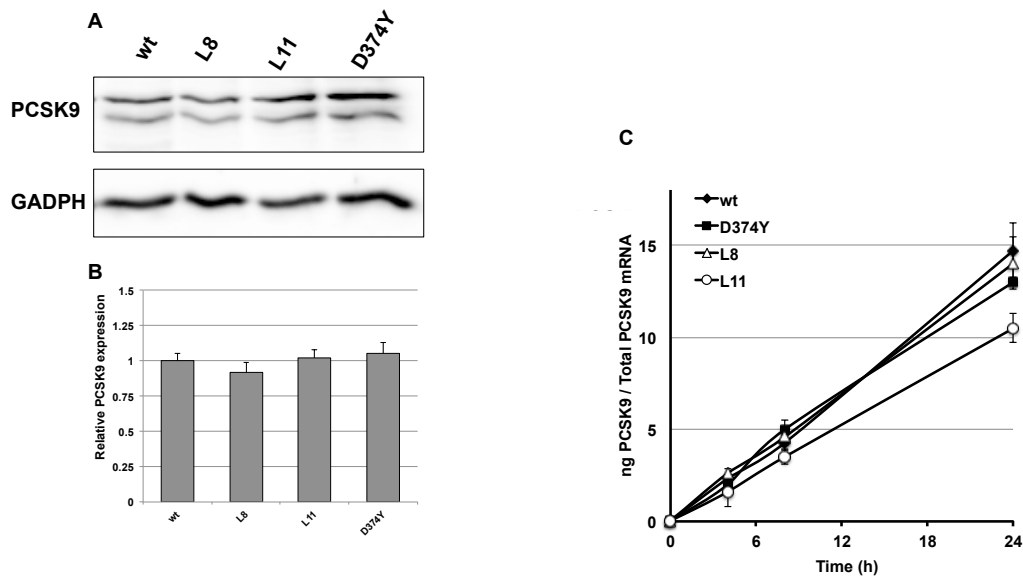 A
wt
L8
L11
D374Y
PCSK9
GADPH
B
Relative PCSK9 expression
1.5
1.25
1
0.75
0.5
0.25
0
wt
L8
L11
D374Y
C
ng PCSK9 / Total PCSK9 mRNA
wt
D374Y
L8
L11
15
10
5
0
0
6
12
18
24
Time (h)